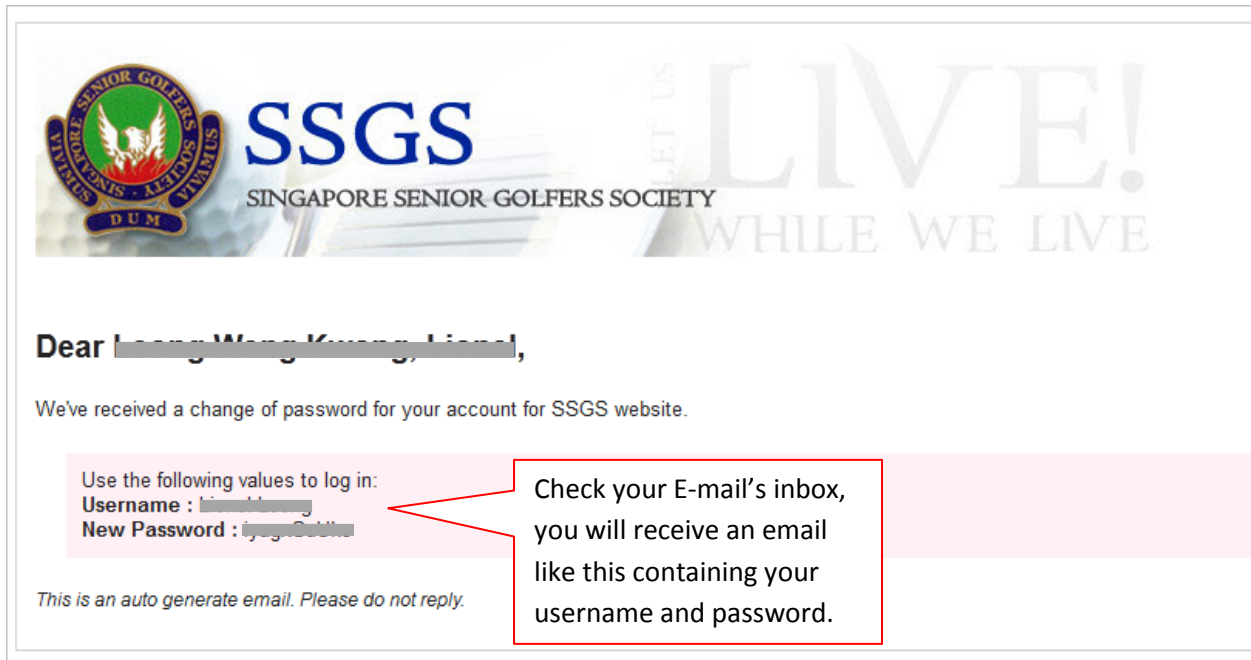 SINGAPORE SENIOR GOLFERS SOCIETY
SUMIVIA
DUM
VIVAMUS
SSGS
SINGAPORE SENIOR GOLFERS SOCIETY
LET US
LIVE!
WHILE WE LIVE
Dear ,
We've received a change of password for your account for SSGS website.
Use the following values to log in:
Username :
New Password :
Check your E-mail's inbox,
you will receive an email
like this containing your
username and password.
This is an auto generate email. Please do not reply.